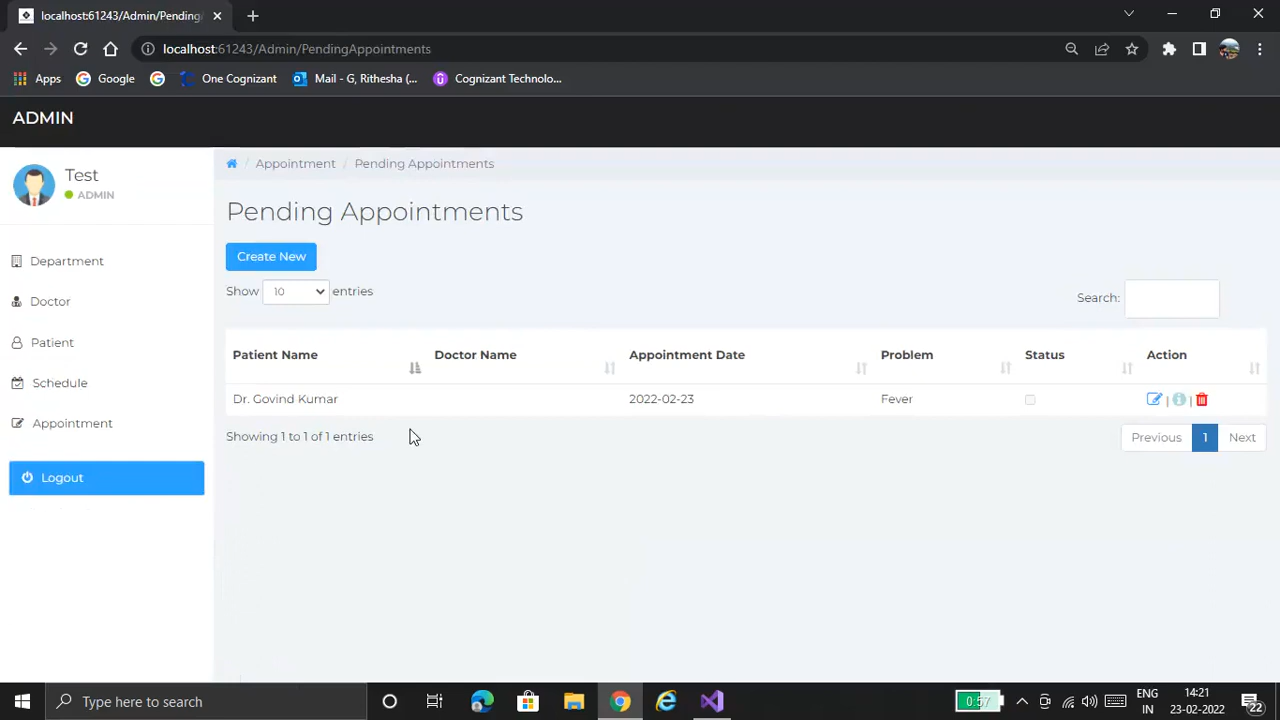 localhost:61243/Admin/Pending
localhost:61243/Admin/PendingAppointments
Apps Google One Cognizant Mail - G, Rithesha (... Cognizant Technolo...
ADMIN
Test
ADMIN
Department
Doctor
Patient
Schedule
Appointment
Logout
/ Appointment / Pending Appointments
Pending Appointments
Create New
Show 10 entries
Search:
Patient Name Doctor Name Appointment Date Problem Status Action
Dr. Govind Kumar 2022-02-23 Fever | |
Showing 1 to 1 of 1 entries
Previous 1 Next
Type here to search
0:57
ENG
IN
14:21
23-02-2022
22